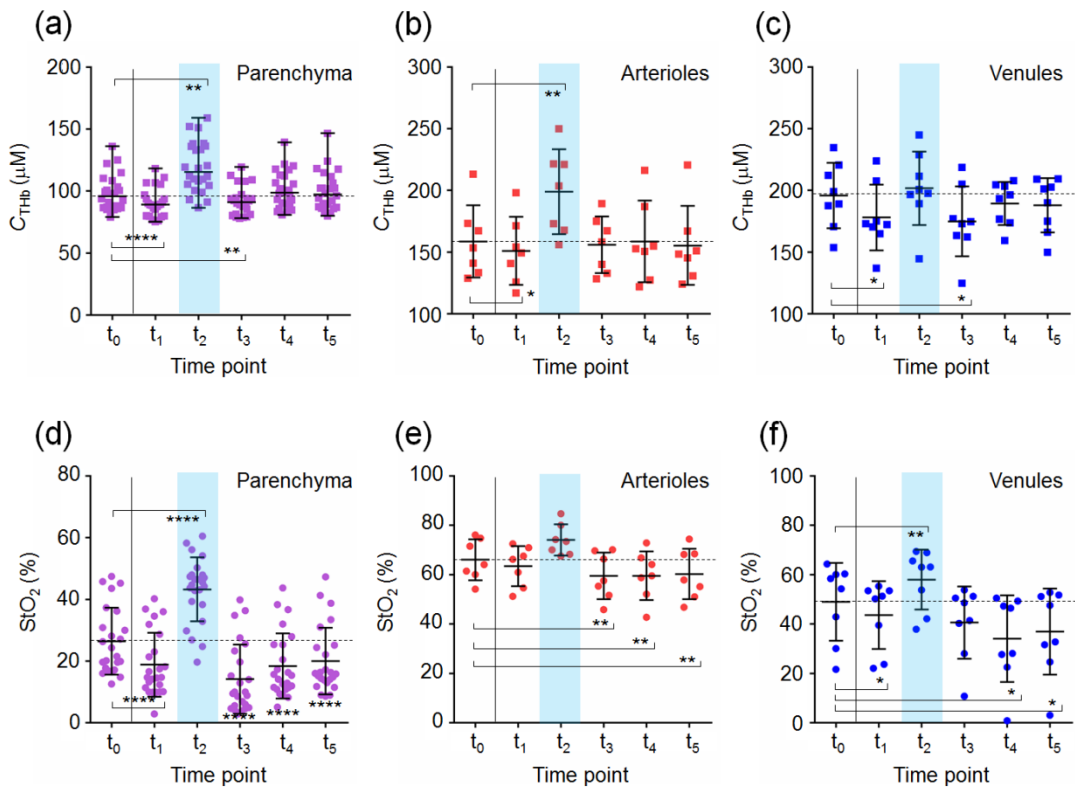 (a)
Parenchyma
C_THb (μM)
200
150
100
50
0
**
****
**
t0 t1 t2 t3 t4 t5
Time point
(b)
Arterioles
C_THb (μM)
300
250
200
150
100
**
*
t0 t1 t2 t3 t4 t5
Time point
(c)
Venules
C_THb (μM)
300
250
200
150
100
*
*
t0 t1 t2 t3 t4 t5
Time point
(d)
Parenchyma
StO2 (%)
80
60
40
20
0
****
****
**** **** ****
t0 t1 t2 t3 t4 t5
Time point
(e)
Arterioles
StO2 (%)
100
80
60
40
20
0
**
**
**
t0 t1 t2 t3 t4 t5
Time point
(f)
Venules
StO2 (%)
100
80
60
40
20
0
**
*
*
*
t0 t1 t2 t3 t4 t5
Time point